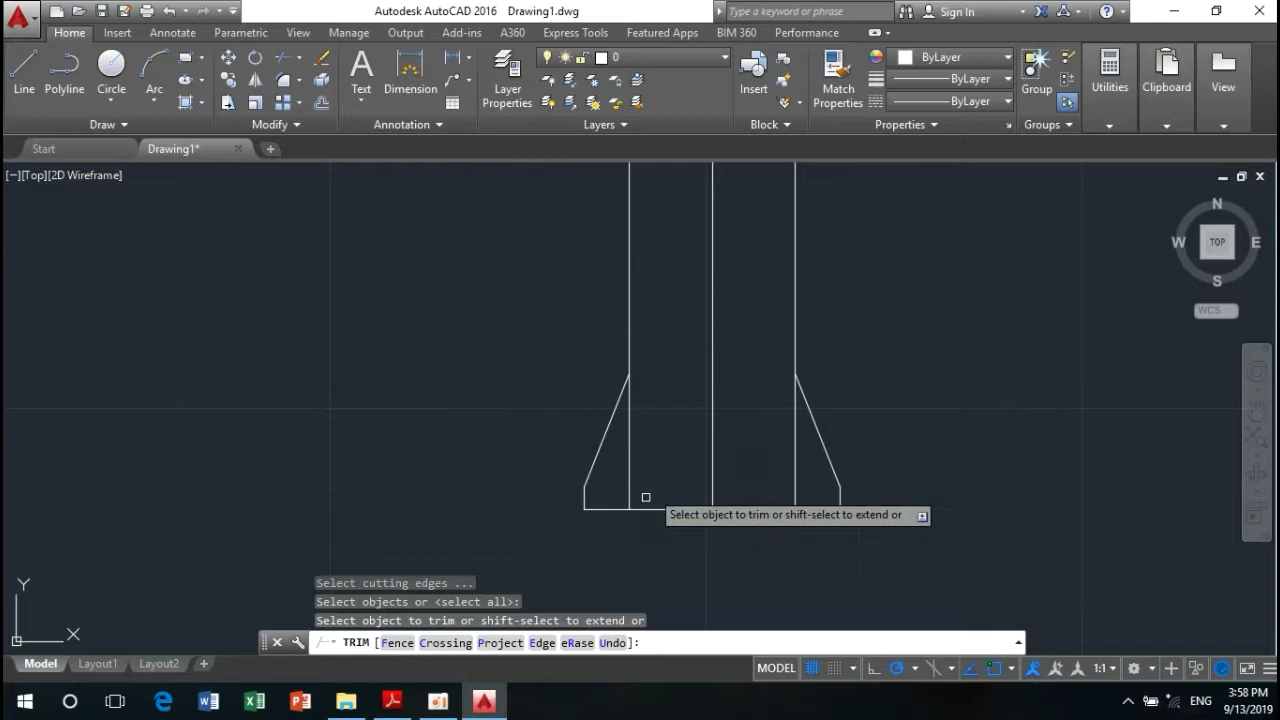 Autodesk AutoCAD 2016 Drawing1.dwg
Type a keyword or phrase
Sign In
Home Insert Annotate Parametric View Manage Output Add-ins A360 Express Tools Featured Apps BIM 360 Performance
Line Polyline Circle Arc
Text Dimension
Layer Properties
0
Insert
Match Properties
ByLayer
ByLayer
ByLayer
Group Utilities Clipboard View
Draw Modify Annotation Layers Block Properties Groups
Start Drawing1*
[−][Top][2D Wireframe]
N
W TOP E
S
WCS
Select object to trim or shift-select to extend or
Select cutting edges ...
Select objects or <select all>:
Select object to trim or shift-select to extend or
TRIM [Fence Crossing Project Edge eRase Undo]:
Y
X
Model Layout1 Layout2 +
MODEL 1:1
ENG 3:58 PM
9/13/2019